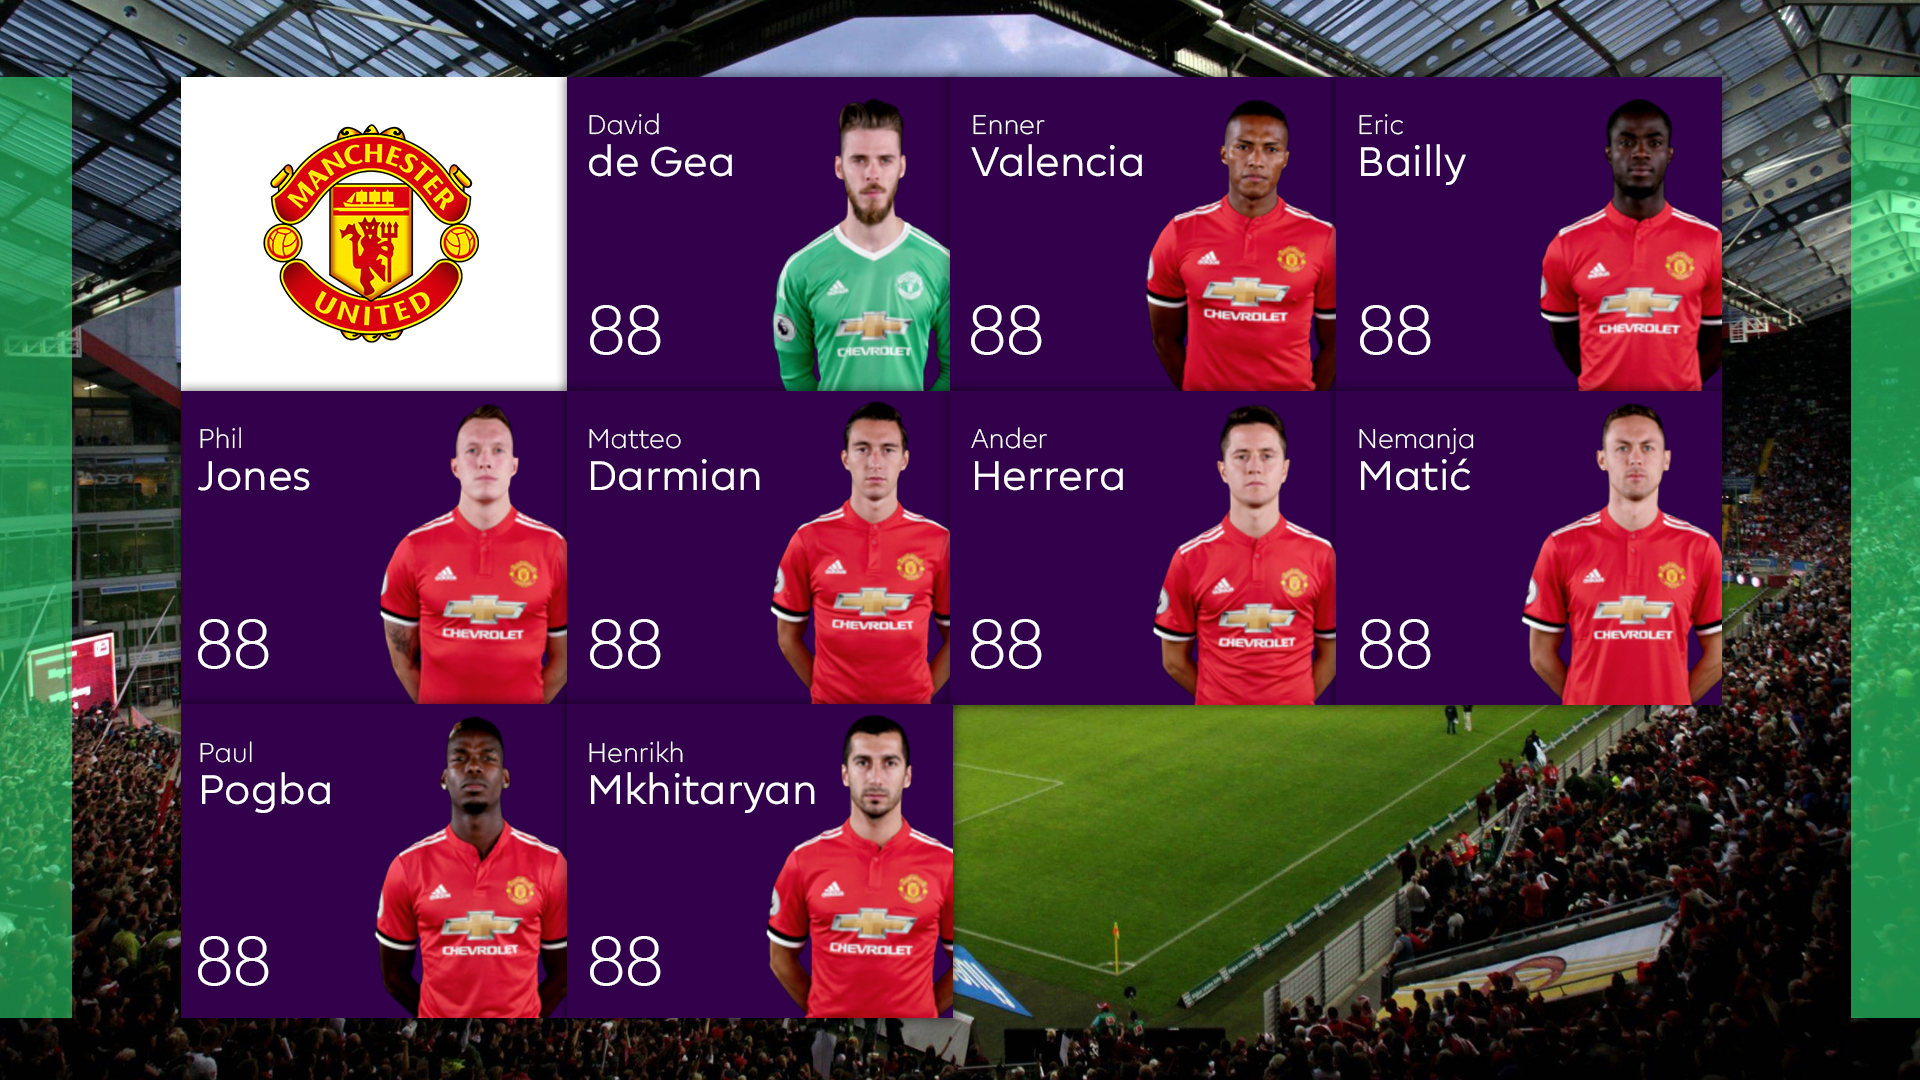 MANCHESTER
UNITED
David
de Gea
88
CHEVROLET
Enner
Valencia
88
CHEVROLET
Eric
Bailly
88
CHEVROLET
Phil
Jones
88
CHEVROLET
Matteo
Darmian
88
CHEVROLET
Ander
Herrera
88
CHEVROLET
Nemanja
Matić
88
CHEVROLET
Paul
Pogba
88
CHEVROLET
Henrikh
Mkhitaryan
88
CHEVROLET